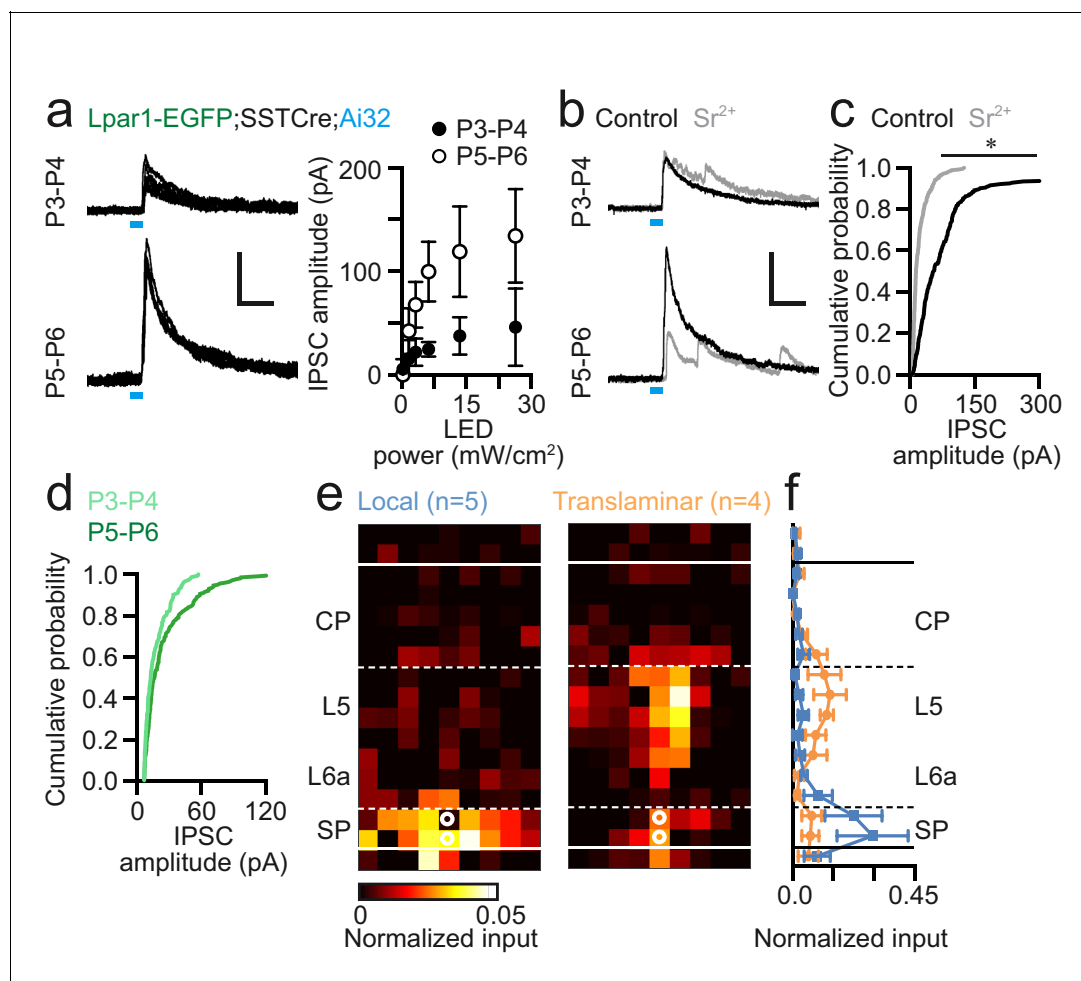 a Lpar1-EGFP;SSTCre;Ai32
P3-P4
P5-P6
P3-P4
P5-P6
IPSC amplitude (pA)
200
100
0
0 15 30
LED
power (mW/cm²)
b Control Sr²⁺
P3-P4
P5-P6
c Control Sr²⁺
*
Cumulative probability
1.0
0.8
0.6
0.4
0.2
0.0
0 150 300
IPSC
amplitude (pA)
d P3-P4
P5-P6
Cumulative probability
1.0
0.8
0.6
0.4
0.2
0.0
0 60 120
IPSC
amplitude (pA)
e Local (n=5) Translaminar (n=4)
CP
L5
L6a
SP
0 0.05
Normalized input
f
CP
L5
L6a
SP
0.0 0.45
Normalized input